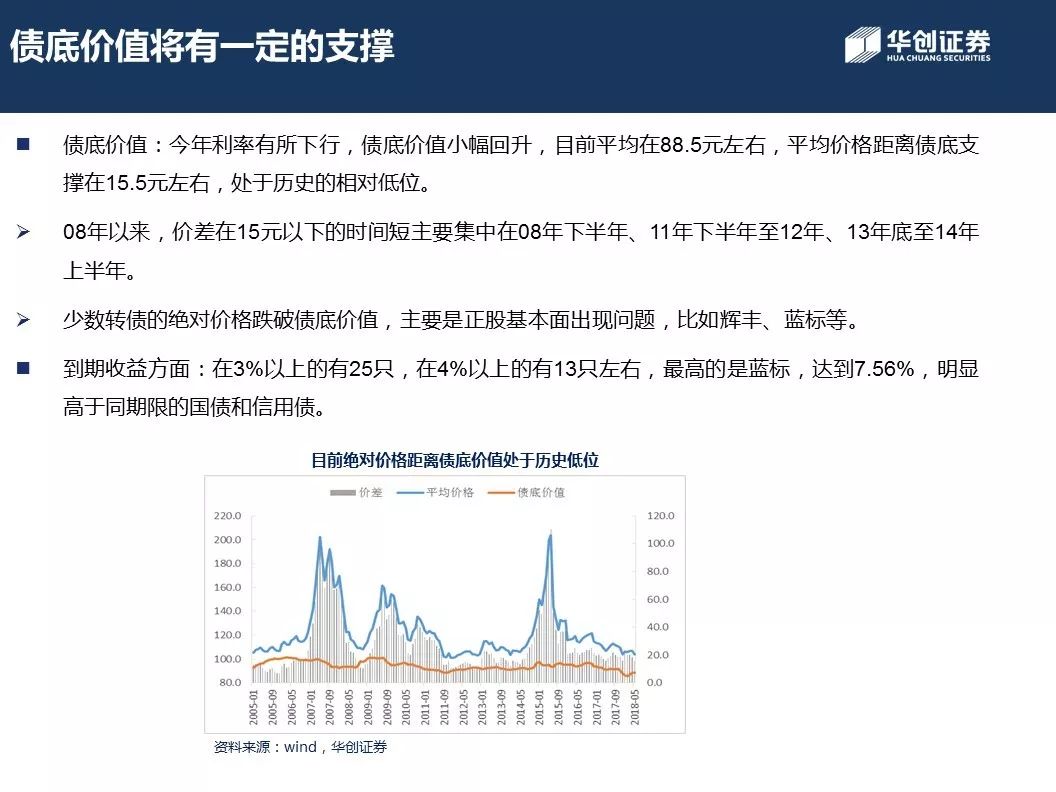 债底价值将有一定的支撑
华创证券
HUA CHUANG SECURITIES
■ 债底价值：今年利率有所下行，债底价值小幅回升，目前平均在88.5元左右，平均价格距离债底支
撑在15.5元左右，处于历史的相对低位。
➢ 08年以来，价差在15元以下的时间短主要集中在08年下半年、11年下半年至12年、13年底至14年
上半年。
➢ 少数转债的绝对价格跌破债底价值，主要是正股基本面出现问题，比如辉丰、蓝标等。
■ 到期收益方面：在3%以上的有25只，在4%以上的有13只左右，最高的是蓝标，达到7.56%，明显
高于同期限的国债和信用债。
目前绝对价格距离债底价值处于历史低位
价差 平均价格 债底价值
220.0 120.0
200.0 100.0
180.0 80.0
160.0 60.0
140.0 40.0
120.0 20.0
100.0 0.0
80.0
2005-01 2005-09 2006-05 2007-01 2007-09 2008-05 2009-01 2009-09 2010-05 2011-01 2011-09 2012-05 2013-01 2013-09 2014-05 2015-01 2015-09 2016-05 2017-01 2017-09 2018-05
资料来源：wind，华创证券